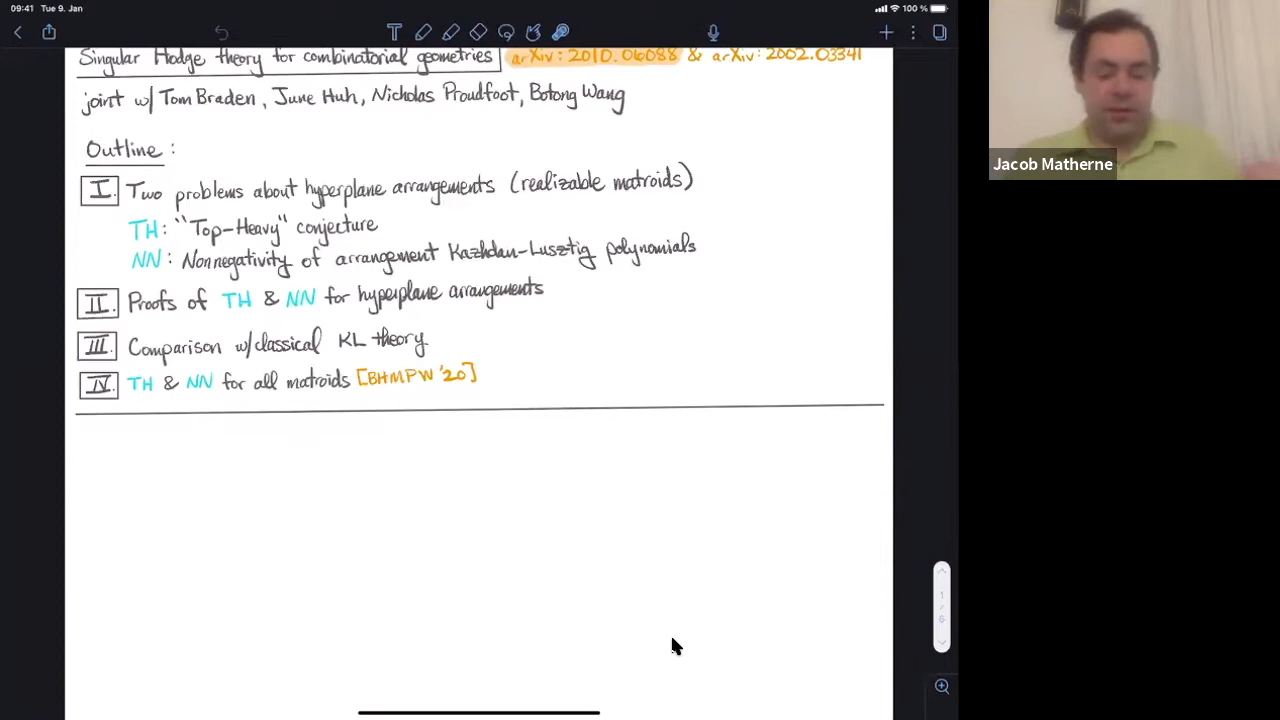 09:41 Tue 9. Jan
100 %
Singular Hodge theory for combinatorial geometries arXiv: 2010.06088 & arXiv: 2002.03341
joint w/ Tom Braden, June Huh, Nicholas Proudfoot, Botong Wang
Outline:
I. Two problems about hyperplane arrangements (realizable matroids)
TH: "Top-Heavy" conjecture
NN: Nonnegativity of arrangement Kazhdan-Lusztig polynomials
II. Proofs of TH & NN for hyperplane arrangements
III. Comparison w/classical KL theory
IV. TH & NN for all matroids [BHMPW '20]
1 / 6
Jacob Matherne